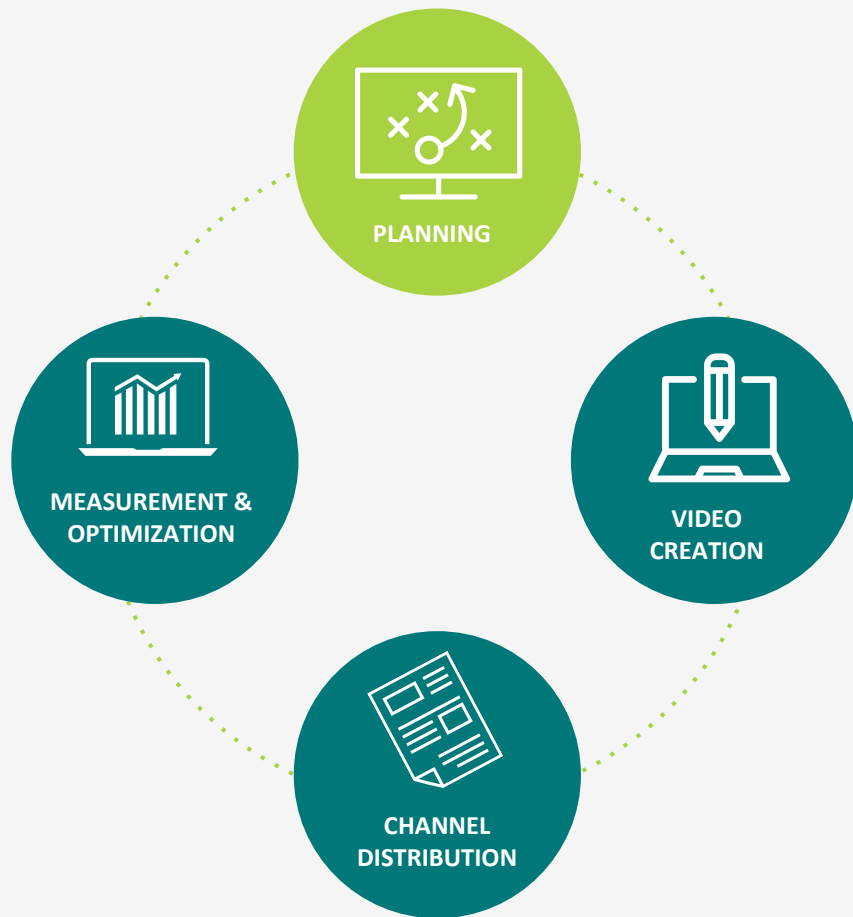 PLANNING
MEASUREMENT &
OPTIMIZATION
VIDEO
CREATION
CHANNEL
DISTRIBUTION